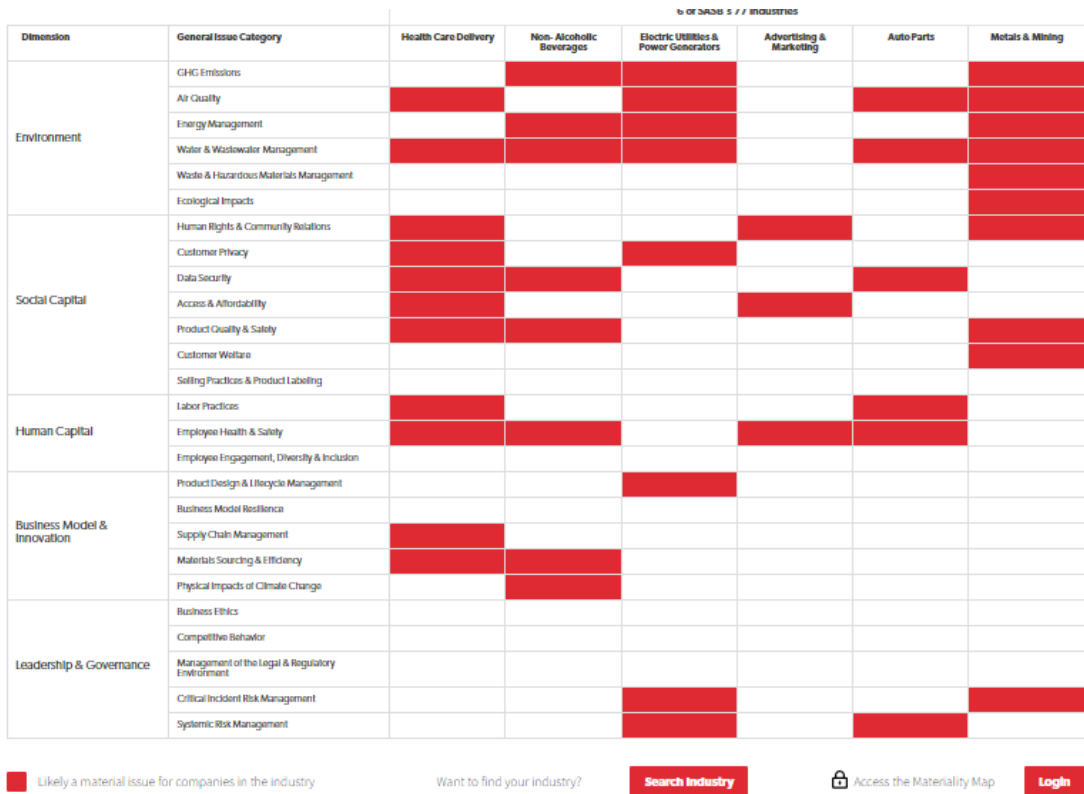 6 of SASB's 77 Industries
Dimension General Issue Category Health Care Delivery Non- Alcoholic Beverages Electric Utilities & Power Generators Advertising & Marketing Auto Parts Metals & Mining
Environment
GHG Emissions
Air Quality
Energy Management
Water & Wastewater Management
Waste & Hazardous Materials Management
Ecological Impacts
Social Capital
Human Rights & Community Relations
Customer Privacy
Data Security
Access & Affordability
Product Quality & Safety
Customer Welfare
Selling Practices & Product Labeling
Human Capital
Labor Practices
Employee Health & Safety
Employee Engagement, Diversity & Inclusion
Business Model &
Innovation
Product Design & Lifecycle Management
Business Model Resilience
Supply Chain Management
Materials Sourcing & Efficiency
Physical Impacts of Climate Change
Leadership & Governance
Business Ethics
Competitive Behavior
Management of the Legal & Regulatory
Environment
Critical Incident Risk Management
Systemic Risk Management
Likely a material issue for companies in the industry
Want to find your industry?
Search Industry
Access the Materiality Map
Login